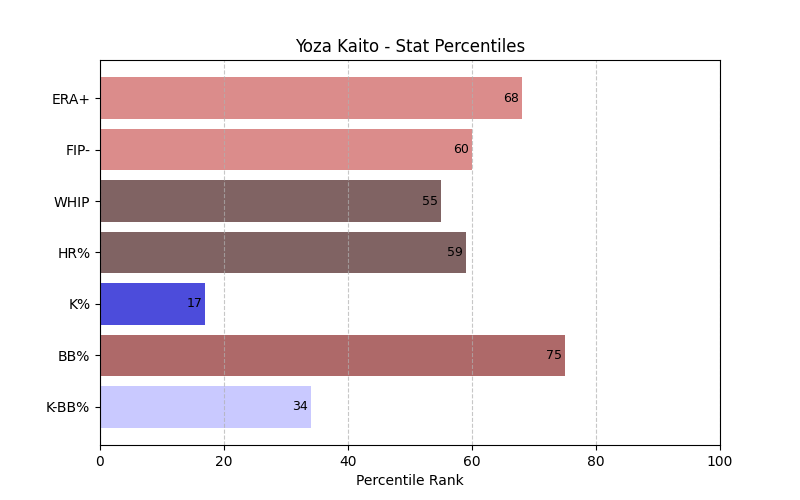 Yoza Kaito - Stat Percentiles
ERA+ 68
FIP- 60
WHIP 55
HR% 59
K% 17
BB% 75
K-BB% 34
0 20 40 60 80 100
Percentile Rank